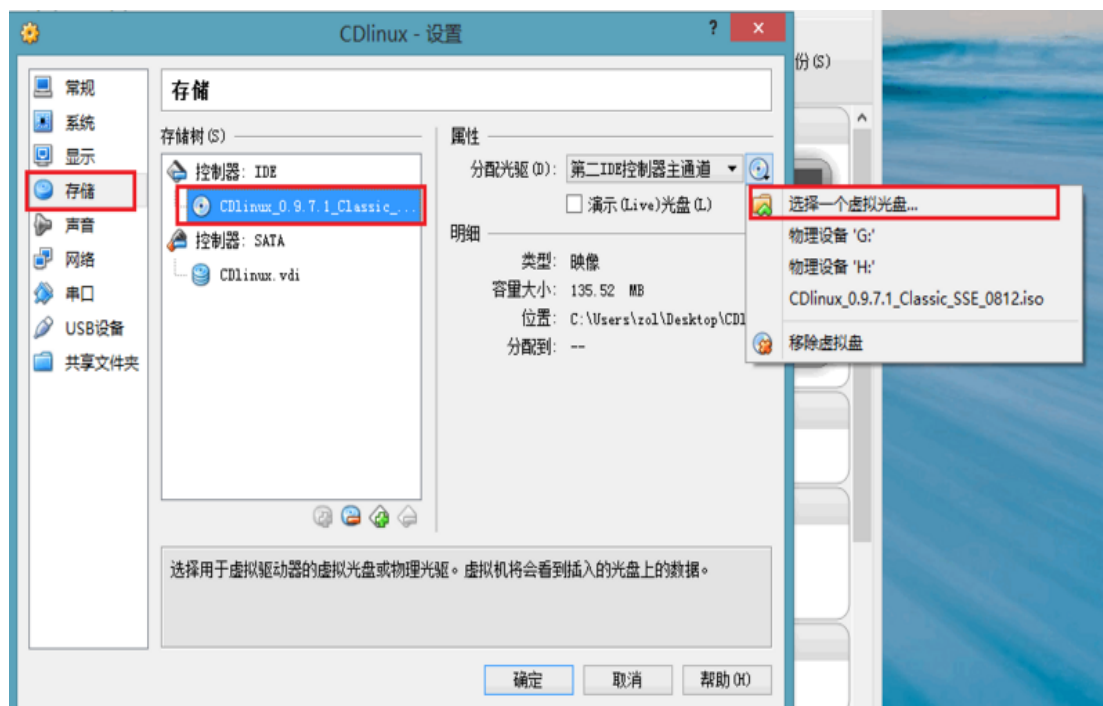 CDlinux - 设置
?
份(S)
常规
系统
显示
存储
声音
网络
串口
USB设备
共享文件夹
存储
存储树(S)
控制器: IDE
CDlinux_0.9.7.1_Classic_...
控制器: SATA
CDlinux.vdi
属性
分配光驱(D): 第二IDE控制器主通道
演示(Live)光盘(L)
明细
类型: 映像
容量大小: 135.52 MB
位置: C:\Users\zol\Desktop\CDl
分配到: --
选择一个虚拟光盘...
物理设备 'G:'
物理设备 'H:'
CDlinux_0.9.7.1_Classic_SSE_0812.iso
移除虚拟盘
选择用于虚拟驱动器的虚拟光盘或物理光驱。虚拟机将会看到插入的光盘上的数据。
确定 取消 帮助(H)